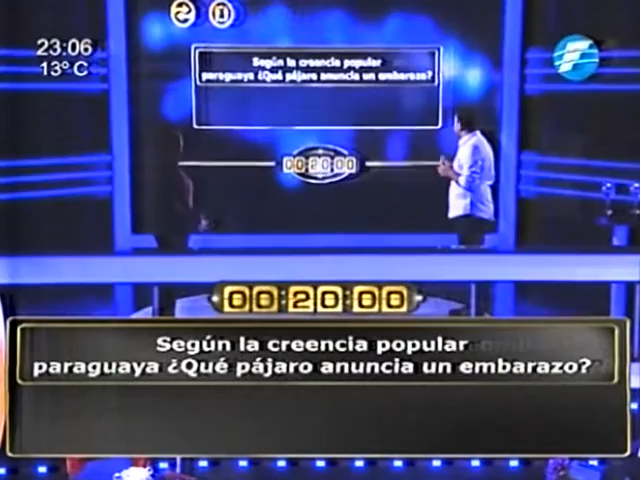 23:06
13° C
Según la creencia popular
paraguaya ¿Qué pájaro anuncia un embarazo?
00:20:00
00:20:00
Según la creencia popular
paraguaya ¿Qué pájaro anuncia un embarazo?